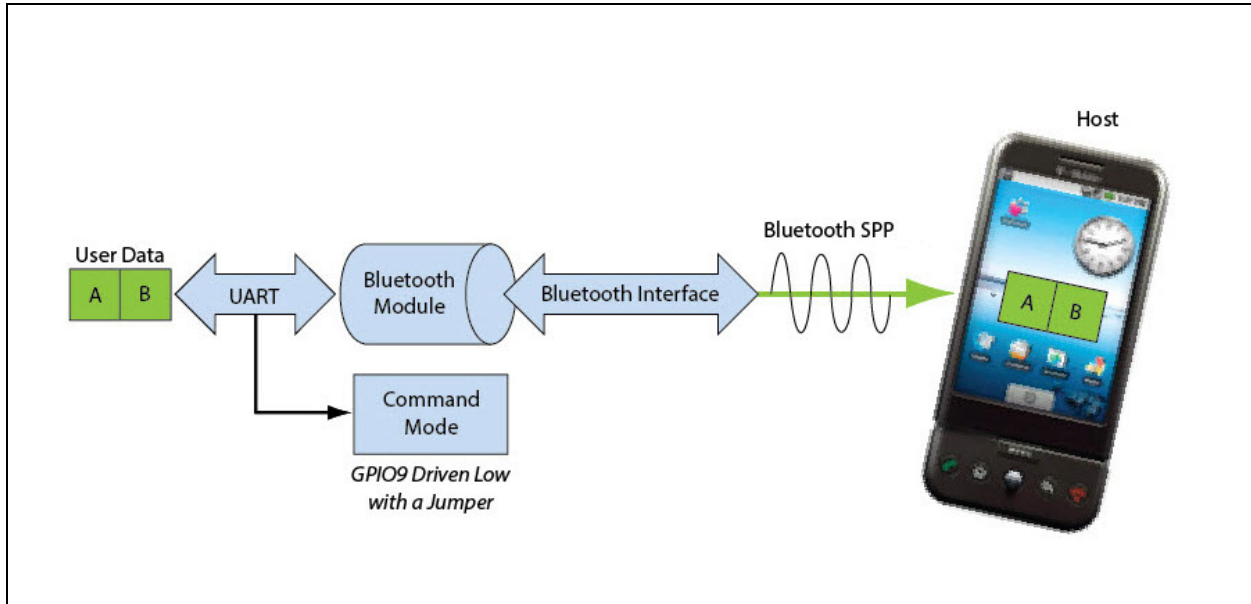 Host
Bluetooth SPP
User Data
A B
UART
Bluetooth
Module
Bluetooth Interface
A B
Command
Mode
GPIO9 Driven Low
with a Jumper